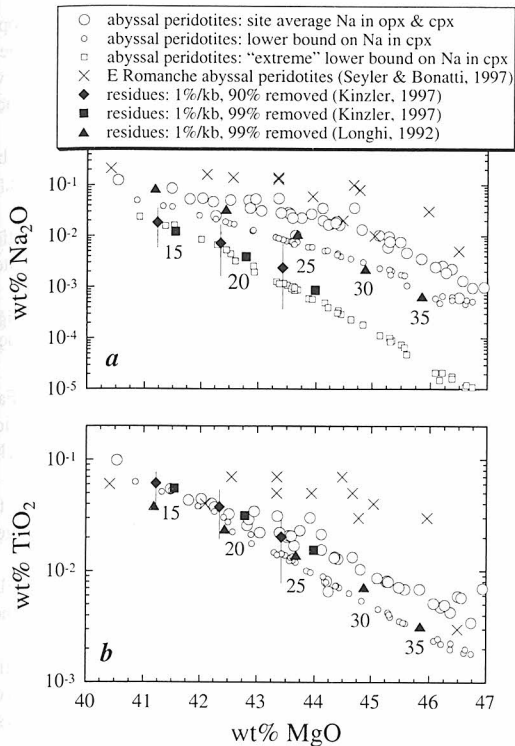 abyssal peridotites: site average Na in opx & cpx
abyssal peridotites: lower bound on Na in cpx
abyssal peridotites: “extreme” lower bound on Na in cpx
E Romanche abyssal peridotites (Seyler & Bonatti, 1997)
residues: 1%/kb, 90% removed (Kinzler, 1997)
residues: 1%/kb, 99% removed (Kinzler, 1997)
residues: 1%/kb, 99% removed (Longhi, 1992)
wt% Na₂O
10⁻¹
10⁻²
10⁻³
10⁻⁴
10⁻⁵
15
20
25
30
35
a
wt% TiO₂
10⁻¹
10⁻²
10⁻³
15
20
25
30
35
b
40 41 42 43 44 45 46 47
wt% MgO